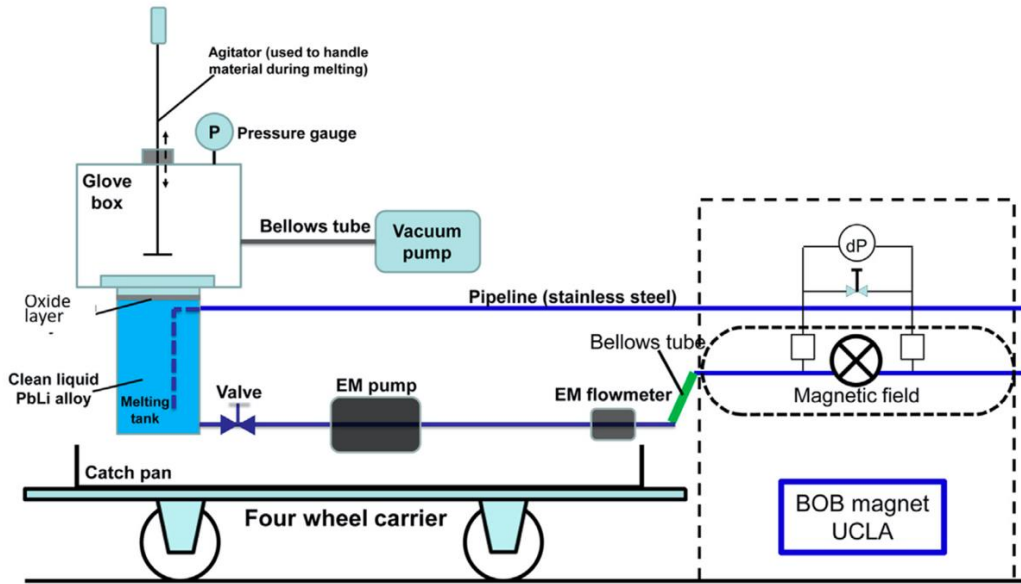 Agitator (used to handle
material during melting)
P
Pressure gauge
Glove
box
Bellows tube
Vacuum
pump
dP
Oxide
layer
Pipeline (stainless steel)
Bellows tube
Clean liquid
PbLi alloy
Melting
tank
Valve
EM pump
EM flowmeter
Magnetic field
Catch pan
Four wheel carrier
BOB magnet
UCLA